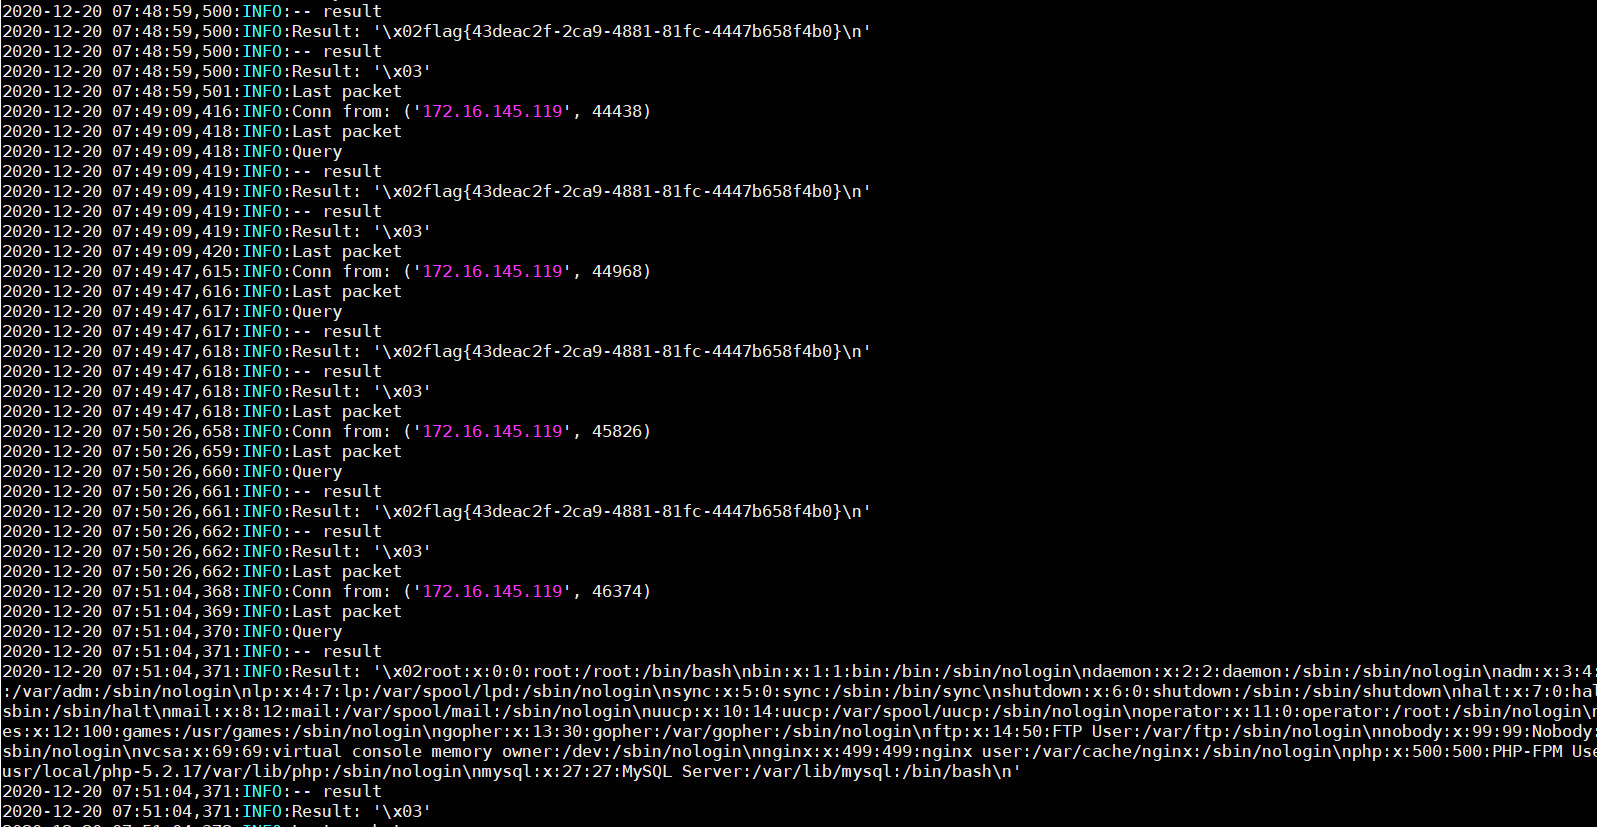 2020-12-20 07:48:59,500:INFO:-- result
2020-12-20 07:48:59,500:INFO:Result: '\x02flag{43deac2f-2ca9-4881-81fc-4447b658f4b0}\n'
2020-12-20 07:48:59,500:INFO:-- result
2020-12-20 07:48:59,500:INFO:Result: '\x03'
2020-12-20 07:48:59,501:INFO:Last packet
2020-12-20 07:49:09,416:INFO:Conn from: ('172.16.145.119', 44438)
2020-12-20 07:49:09,418:INFO:Last packet
2020-12-20 07:49:09,418:INFO:Query
2020-12-20 07:49:09,419:INFO:-- result
2020-12-20 07:49:09,419:INFO:Result: '\x02flag{43deac2f-2ca9-4881-81fc-4447b658f4b0}\n'
2020-12-20 07:49:09,419:INFO:-- result
2020-12-20 07:49:09,419:INFO:Result: '\x03'
2020-12-20 07:49:09,420:INFO:Last packet
2020-12-20 07:49:47,615:INFO:Conn from: ('172.16.145.119', 44968)
2020-12-20 07:49:47,616:INFO:Last packet
2020-12-20 07:49:47,617:INFO:Query
2020-12-20 07:49:47,617:INFO:-- result
2020-12-20 07:49:47,618:INFO:Result: '\x02flag{43deac2f-2ca9-4881-81fc-4447b658f4b0}\n'
2020-12-20 07:49:47,618:INFO:-- result
2020-12-20 07:49:47,618:INFO:Result: '\x03'
2020-12-20 07:49:47,618:INFO:Last packet
2020-12-20 07:50:26,658:INFO:Conn from: ('172.16.145.119', 45826)
2020-12-20 07:50:26,659:INFO:Last packet
2020-12-20 07:50:26,660:INFO:Query
2020-12-20 07:50:26,661:INFO:-- result
2020-12-20 07:50:26,661:INFO:Result: '\x02flag{43deac2f-2ca9-4881-81fc-4447b658f4b0}\n'
2020-12-20 07:50:26,662:INFO:-- result
2020-12-20 07:50:26,662:INFO:Result: '\x03'
2020-12-20 07:50:26,662:INFO:Last packet
2020-12-20 07:51:04,368:INFO:Conn from: ('172.16.145.119', 46374)
2020-12-20 07:51:04,369:INFO:Last packet
2020-12-20 07:51:04,370:INFO:Query
2020-12-20 07:51:04,371:INFO:-- result
2020-12-20 07:51:04,371:INFO:Result: '\x02root:x:0:0:root:/root:/bin/bash\nbin:x:1:1:bin:/bin:/sbin/nologin\ndaemon:x:2:2:daemon:/sbin:/sbin/nologin\nadm:x:3:4:
:/var/adm:/sbin/nologin\nlp:x:4:7:lp:/var/spool/lpd:/sbin/nologin\nsync:x:5:0:sync:/sbin:/bin/sync\nshutdown:x:6:0:shutdown:/sbin:/sbin/shutdown\nhalt:x:7:0:hal
sbin:/sbin/halt\nmail:x:8:12:mail:/var/spool/mail:/sbin/nologin\nuucp:x:10:14:uucp:/var/spool/uucp:/sbin/nologin\noperator:x:11:0:operator:/root:/sbin/nologin\n
es:x:12:100:games:/usr/games:/sbin/nologin\ngopher:x:13:30:gopher:/var/gopher:/sbin/nologin\nftp:x:14:50:FTP User:/var/ftp:/sbin/nologin\nnobody:x:99:99:Nobody:
sbin/nologin\nvcsa:x:69:69:virtual console memory owner:/dev:/sbin/nologin\nnginx:x:499:499:nginx user:/var/cache/nginx:/sbin/nologin\nphp:x:500:500:PHP-FPM Use
usr/local/php-5.2.17/var/lib/php:/sbin/nologin\nmysql:x:27:27:MySQL Server:/var/lib/mysql:/bin/bash\n'
2020-12-20 07:51:04,371:INFO:-- result
2020-12-20 07:51:04,371:INFO:Result: '\x03'